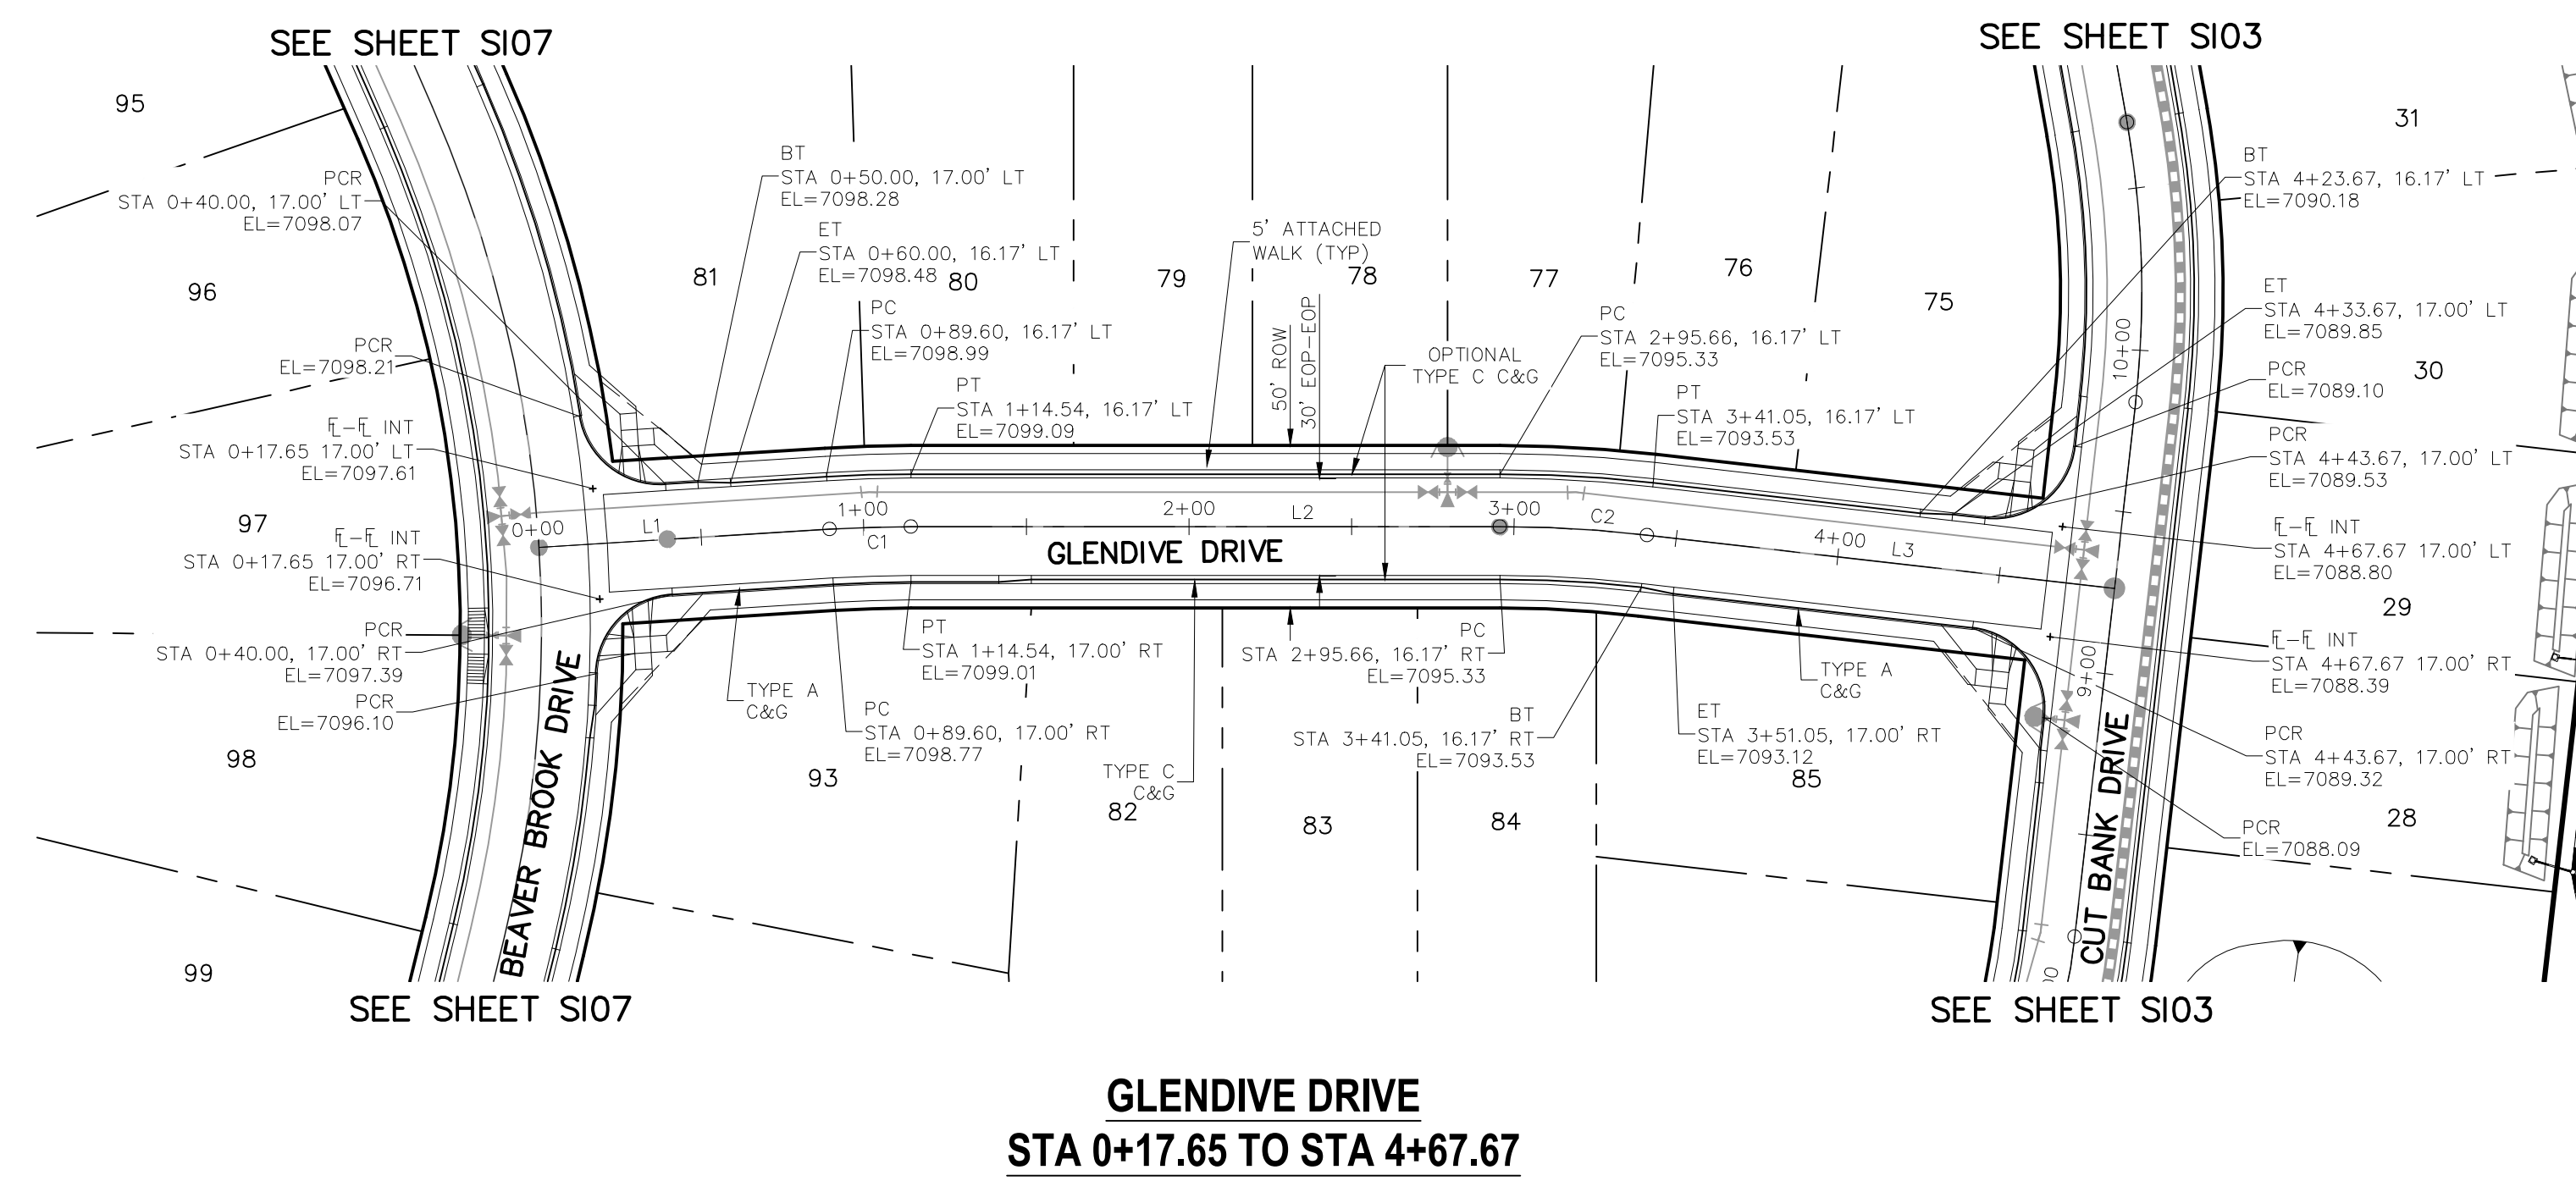 SEE SHEET SI07
SEE SHEET SI03
95
31
PCR
STA 0+40.00, 17.00' LT
EL=7098.07
BT
STA 0+50.00, 17.00' LT
EL=7098.28
ET
STA 0+60.00, 16.17' LT
EL=7098.48
PC
STA 0+89.60, 16.17' LT
EL=7098.99
PT
STA 1+14.54, 16.17' LT
EL=7099.09
5' ATTACHED
WALK (TYP)
50' ROW
30' EOP-EOP
OPTIONAL
TYPE C C&G
PC
STA 2+95.66, 16.17' LT
EL=7095.33
PT
STA 3+41.05, 16.17' LT
EL=7093.53
BT
STA 4+23.67, 16.17' LT
EL=7090.18
ET
STA 4+33.67, 17.00' LT
EL=7089.85
PCR
EL=7089.10
PCR
STA 4+43.67, 17.00' LT
EL=7089.53
96
81
80
79
78
77
76
75
30
PCR
EL=7098.21
FL-FL INT
STA 0+17.65 17.00' LT
EL=7097.61
97
FL-FL INT
STA 0+17.65 17.00' RT
EL=7096.71
0+00
L1
1+00
C1
2+00
L2
3+00
C2
4+00
L3
GLENDIVE DRIVE
10+00
9+00
FL-FL INT
STA 4+67.67 17.00' LT
EL=7088.80
29
FL-FL INT
STA 4+67.67 17.00' RT
EL=7088.39
PCR
STA 0+40.00, 17.00' RT
EL=7097.39
PCR
EL=7096.10
98
BEAVER BROOK DRIVE
TYPE A
C&G
PC
STA 0+89.60, 17.00' RT
EL=7098.77
PT
STA 1+14.54, 17.00' RT
EL=7099.01
TYPE C
C&G
PC
STA 2+95.66, 16.17' RT
EL=7095.33
BT
STA 3+41.05, 16.17' RT
EL=7093.53
ET
STA 3+51.05, 17.00' RT
EL=7093.12
TYPE A
C&G
PCR
STA 4+43.67, 17.00' RT
EL=7089.32
PCR
EL=7088.09
93
82
83
84
85
28
CUT BANK DRIVE
99
SEE SHEET SI07
SEE SHEET SI03
GLENDIVE DRIVE
STA 0+17.65 TO STA 4+67.67